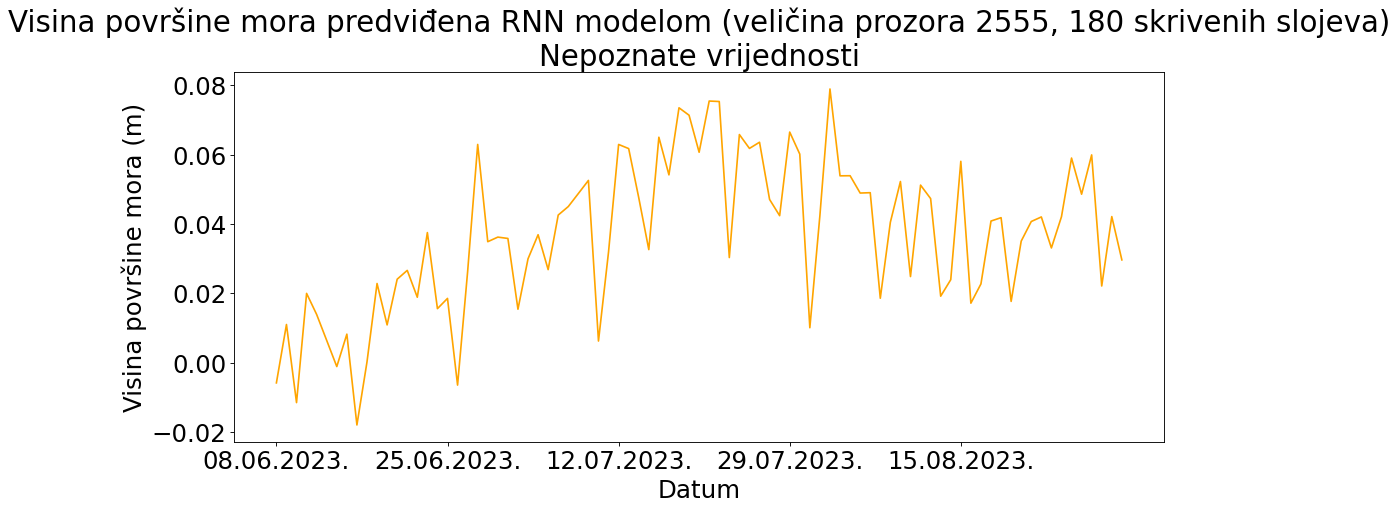 Visina površine mora predviđena RNN modelom (veličina prozora 2555, 180 skrivenih slojeva)
Nepoznate vrijednosti
Visina površine mora (m)
0.08
0.06
0.04
0.02
0.00
−0.02
08.06.2023. 25.06.2023. 12.07.2023. 29.07.2023. 15.08.2023.
Datum